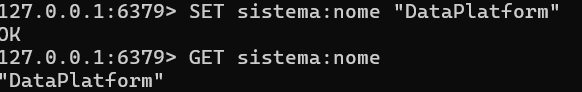 127.0.0.1:6379> SET sistema:nome "DataPlatform"
OK
127.0.0.1:6379> GET sistema:nome
"DataPlatform"